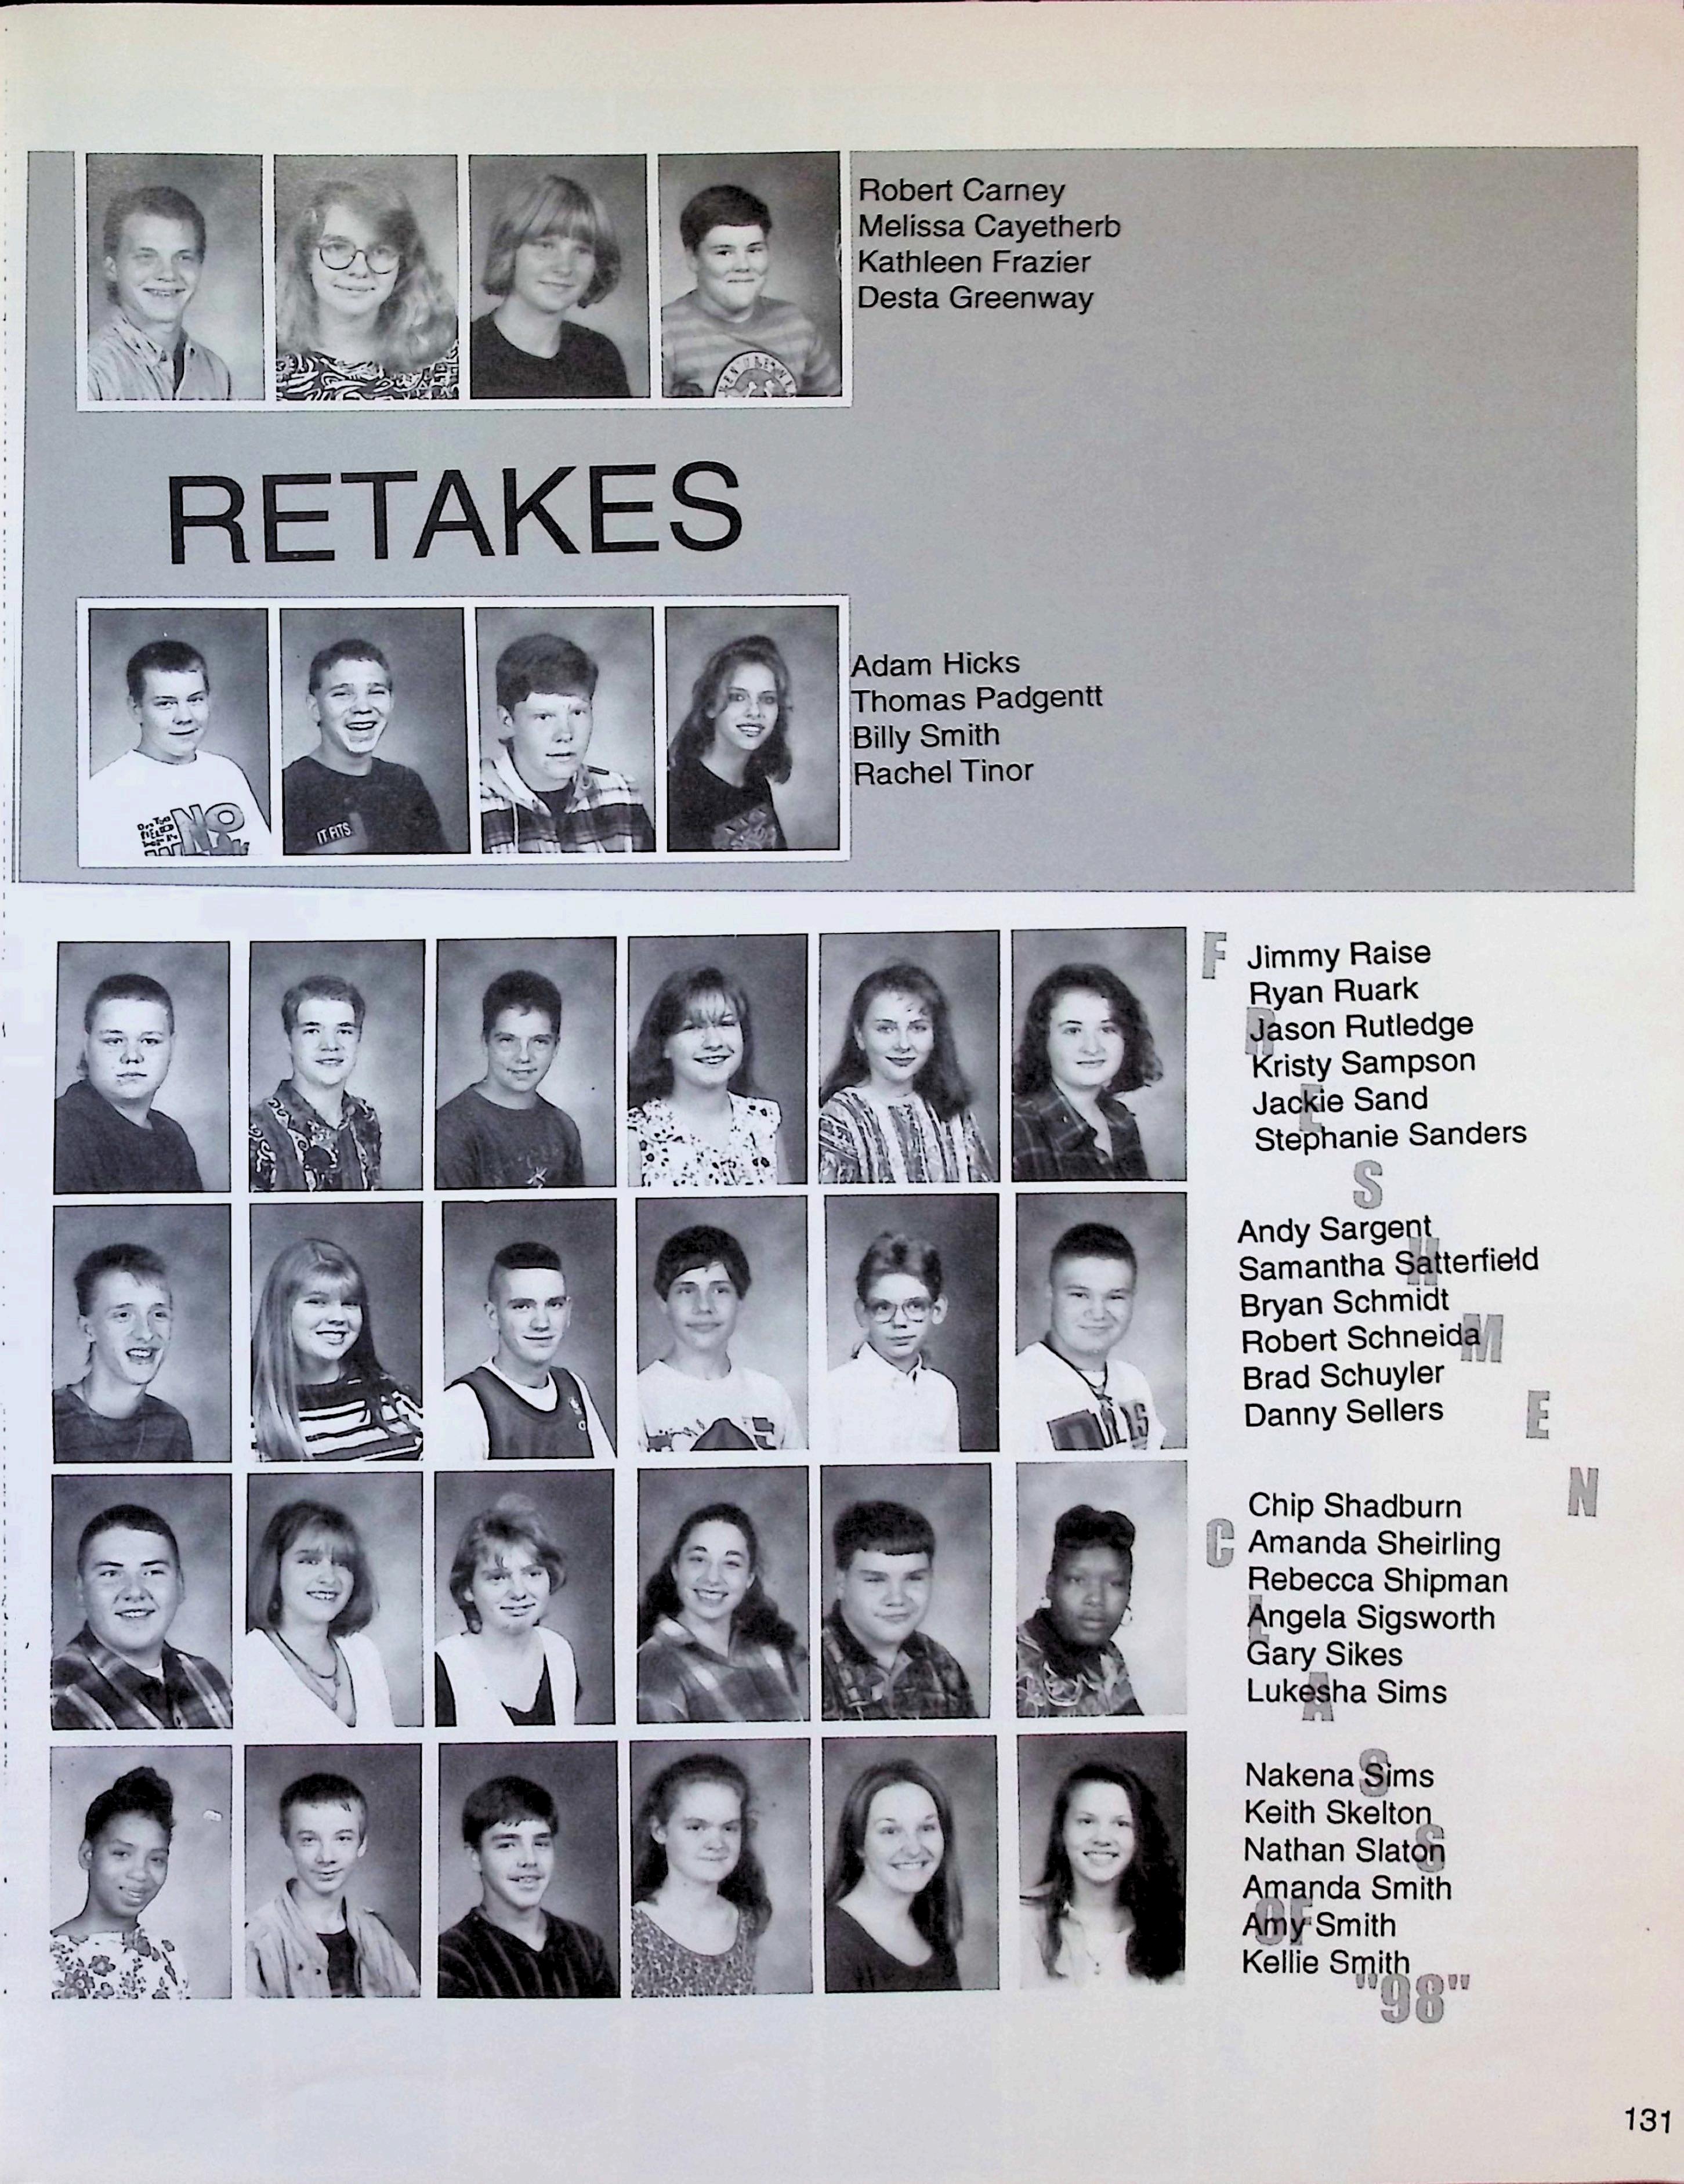 Robert Carney
Melissa Cayetherb
Kathleen Frazier
Desta Greenway
RETAKES
Adam Hicks
Thomas Padgentt
Billy Smith
Rachel Tinor
NO
IT FITS
F
R
E
S
H
M
E
N
Jimmy Raise
Ryan Ruark
Jason Rutledge
Kristy Sampson
Jackie Sand
Stephanie Sanders
Andy Sargent
Samantha Satterfield
Bryan Schmidt
Robert Schneida
Brad Schuyler
Danny Sellers
C
L
A
S
S
OF
"98"
Chip Shadburn
Amanda Sheirling
Rebecca Shipman
Angela Sigsworth
Gary Sikes
Lukesha Sims
Nakena Sims
Keith Skelton
Nathan Slaton
Amanda Smith
Amy Smith
Kellie Smith
131